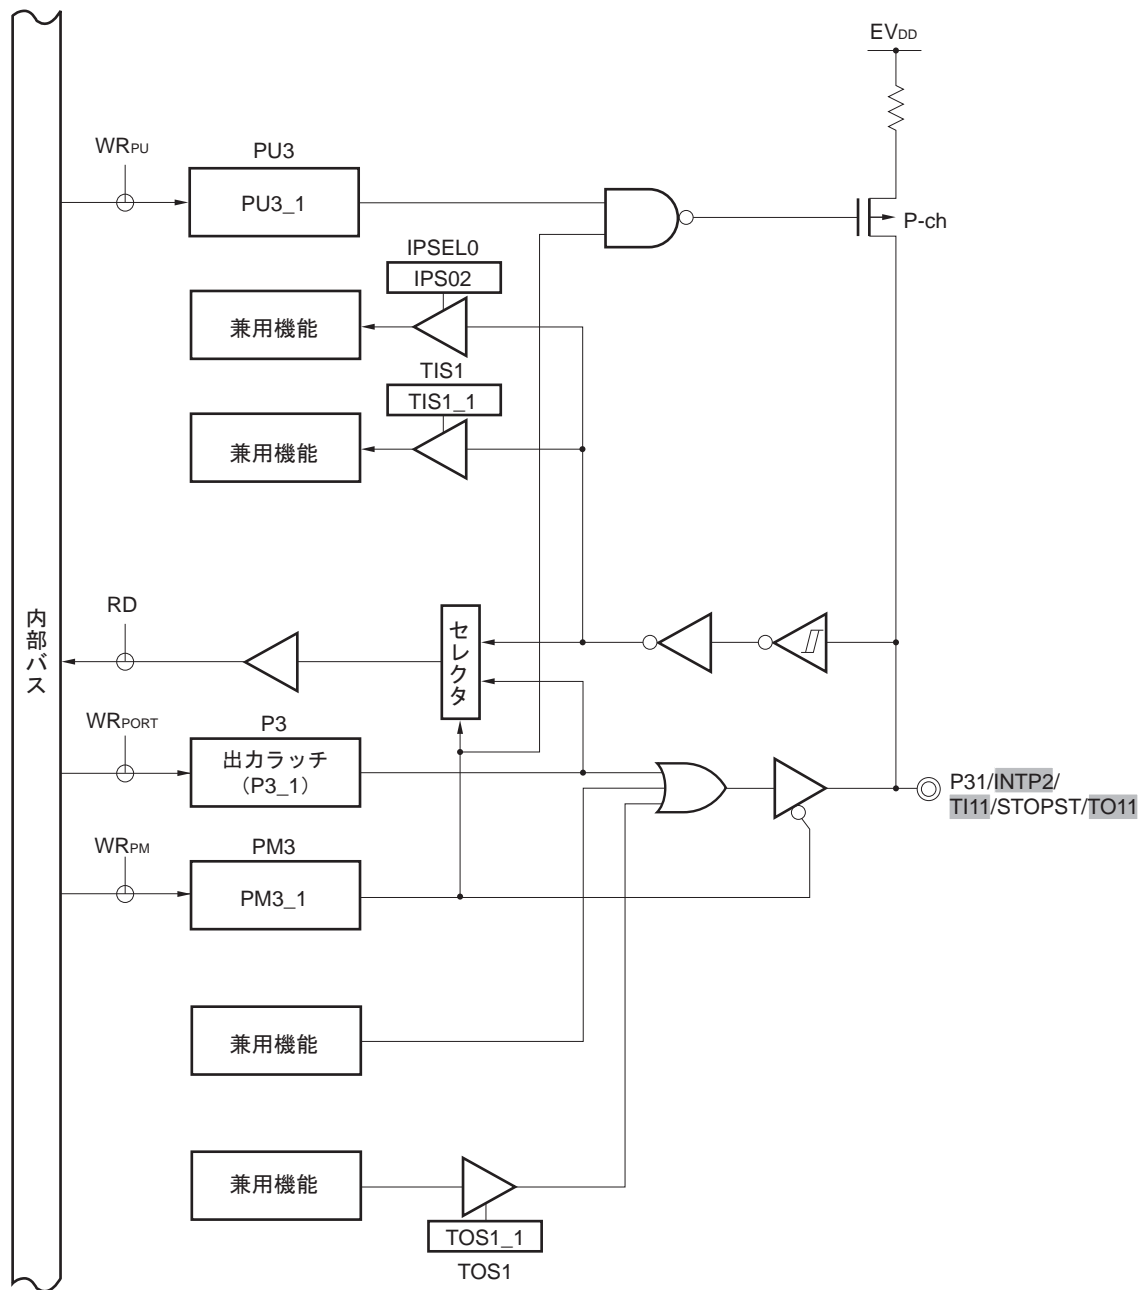 EVDD
WRPU
PU3
PU3_1
P-ch
IPSEL0
IPS02
兼用機能
TIS1
TIS1_1
兼用機能
内部バス
RD
セレクタ
WRPORT
P3
出力ラッチ
(P3_1)
P31/INTP2/
TI11/STOPST/TO11
WRPM
PM3
PM3_1
兼用機能
兼用機能
TOS1_1
TOS1